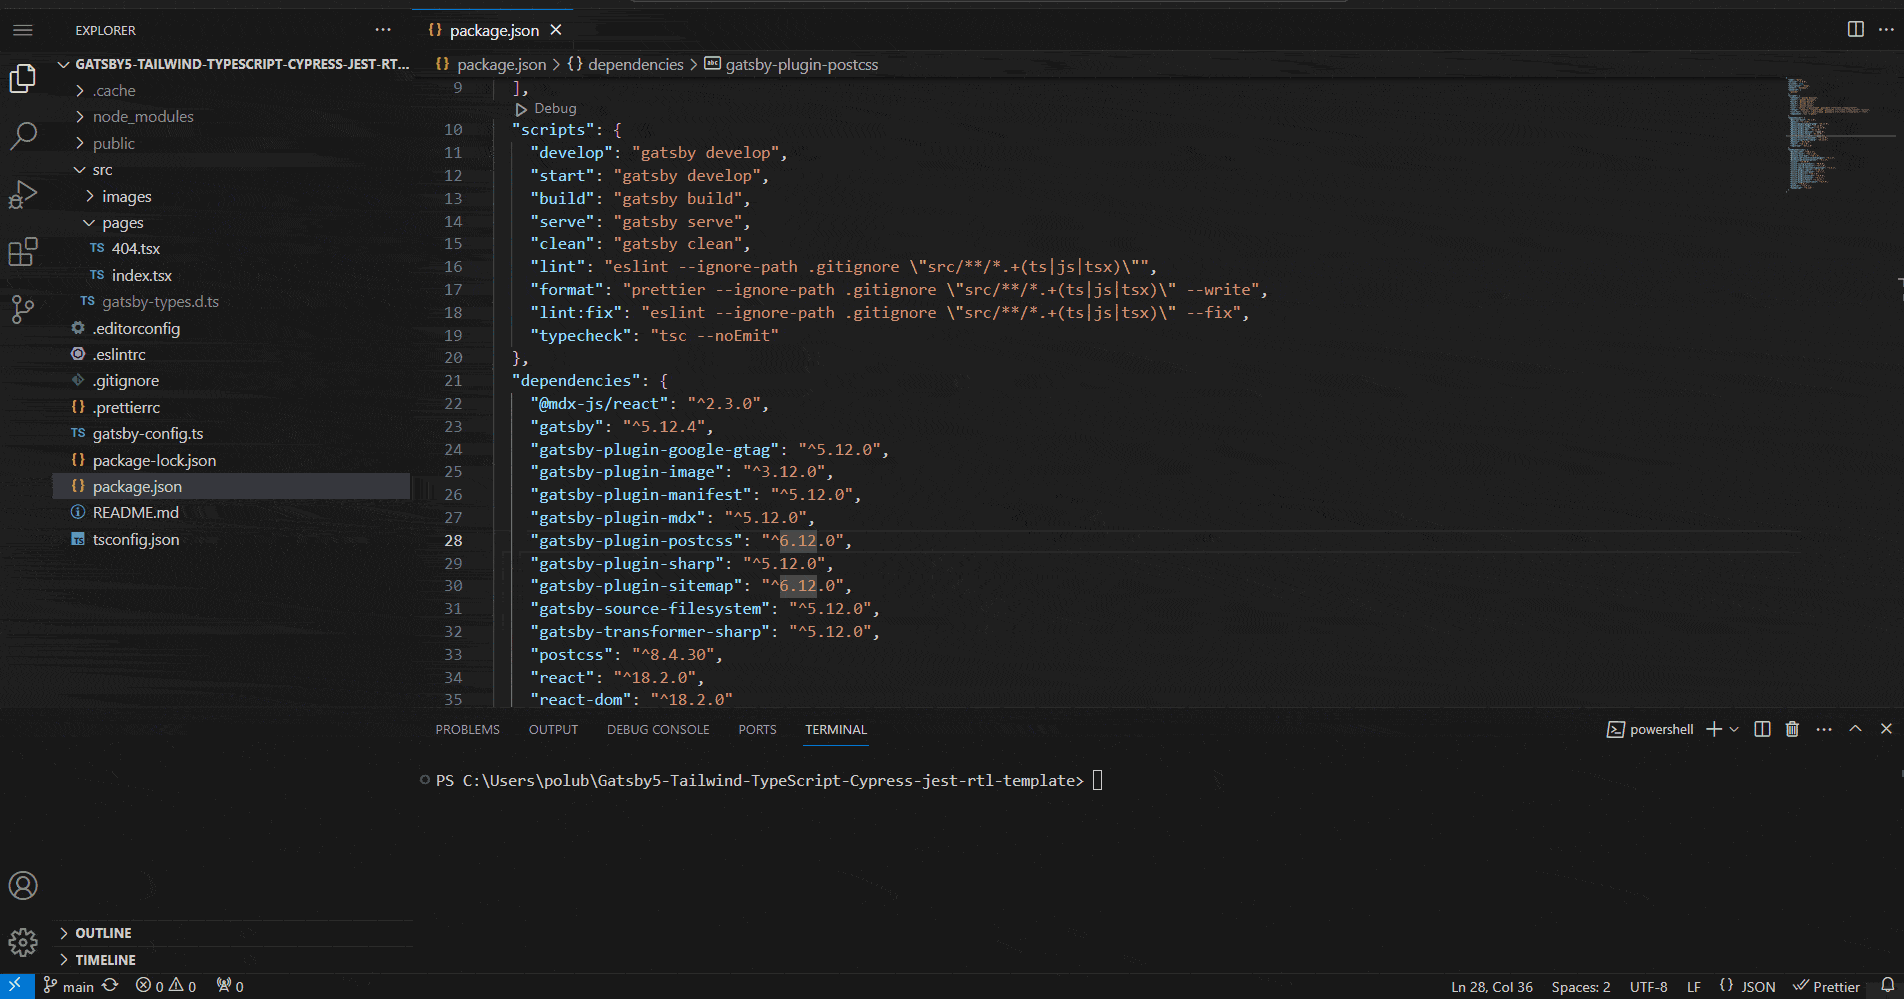 EXPLORER
GATSBY5-TAILWIND-TYPESCRIPT-CYPRESS-JEST-RT...
.cache
node_modules
public
src
images
pages
TS 404.tsx
TS index.tsx
TS gatsby-types.d.ts
.editorconfig
.eslintrc
.gitignore
{} .prettierrc
TS gatsby-config.ts
{} package-lock.json
{} package.json
README.md
TS tsconfig.json
OUTLINE
TIMELINE
{} package.json
{} package.json > {} dependencies > abc gatsby-plugin-postcss
9 ],
Debug
10 "scripts": {
11 "develop": "gatsby develop",
12 "start": "gatsby develop",
13 "build": "gatsby build",
14 "serve": "gatsby serve",
15 "clean": "gatsby clean",
16 "lint": "eslint --ignore-path .gitignore \"src/**/*.+(ts|js|tsx)\"",
17 "format": "prettier --ignore-path .gitignore \"src/**/*.+(ts|js|tsx)\" --write",
18 "lint:fix": "eslint --ignore-path .gitignore \"src/**/*.+(ts|js|tsx)\" --fix",
19 "typecheck": "tsc --noEmit"
20 },
21 "dependencies": {
22 "@mdx-js/react": "^2.3.0",
23 "gatsby": "^5.12.4",
24 "gatsby-plugin-google-gtag": "^5.12.0",
25 "gatsby-plugin-image": "^3.12.0",
26 "gatsby-plugin-manifest": "^5.12.0",
27 "gatsby-plugin-mdx": "^5.12.0",
28 "gatsby-plugin-postcss": "^6.12.0",
29 "gatsby-plugin-sharp": "^5.12.0",
30 "gatsby-plugin-sitemap": "^6.12.0",
31 "gatsby-source-filesystem": "^5.12.0",
32 "gatsby-transformer-sharp": "^5.12.0",
33 "postcss": "^8.4.30",
34 "react": "^18.2.0",
35 "react-dom": "^18.2.0"
PROBLEMS OUTPUT DEBUG CONSOLE PORTS TERMINAL powershell
PS C:\Users\polub\Gatsby5-Tailwind-TypeScript-Cypress-jest-rtl-template>
main 0 0 0 Ln 28, Col 36 Spaces: 2 UTF-8 LF {} JSON Prettier